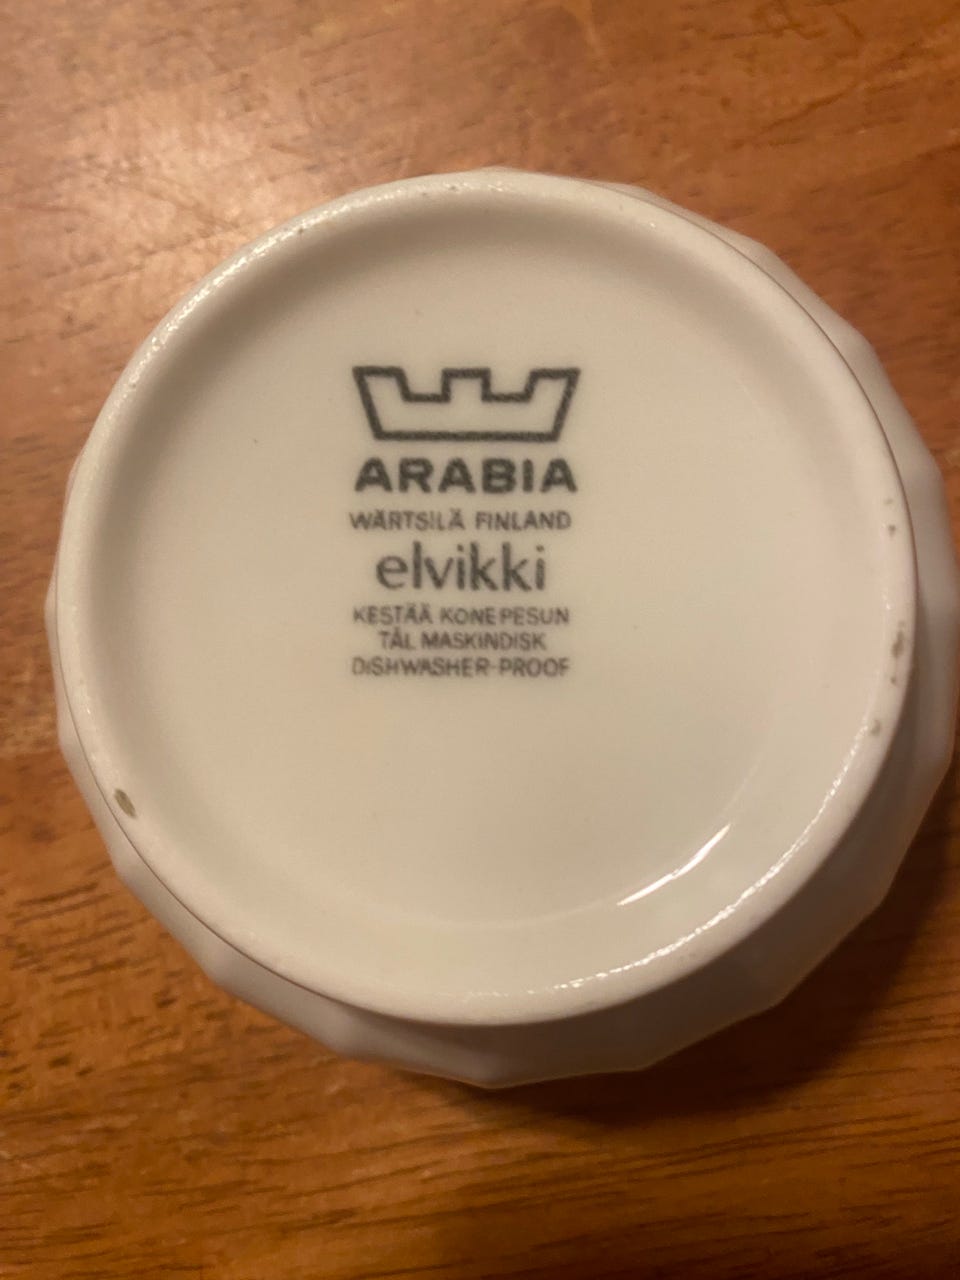 ARABIA
WÄRTSILÄ FINLAND
elvikki
KESTÄÄ KONEPESUN
TÅL MASKINDISK
DISHWASHER-PROOF